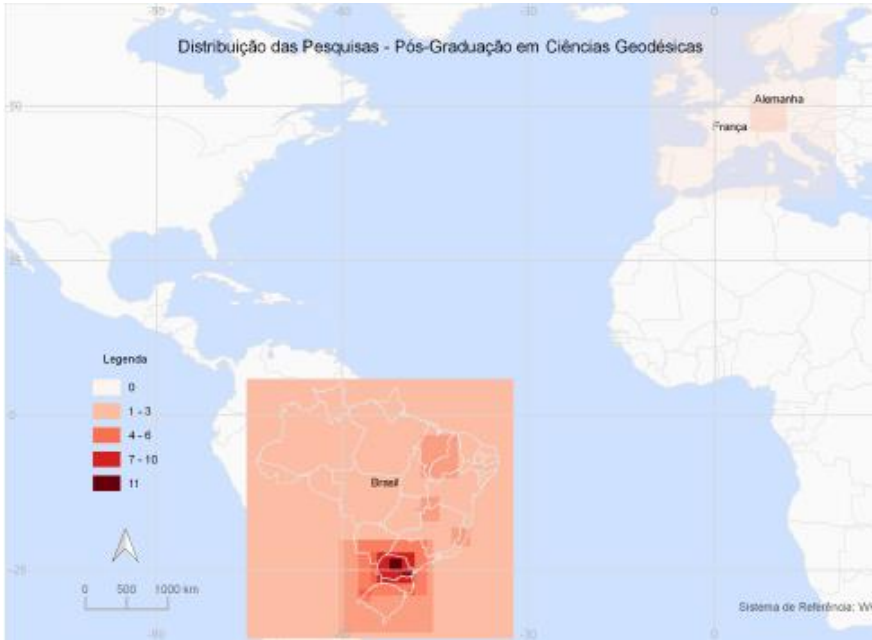 Distribuição das Pesquisas - Pós-Graduação em Ciências Geodésicas
Alemanha
França
Legenda
0
1 - 3
4 - 6
7 - 10
11
Brasil
0 500 1000 km
Sistema de Referência: